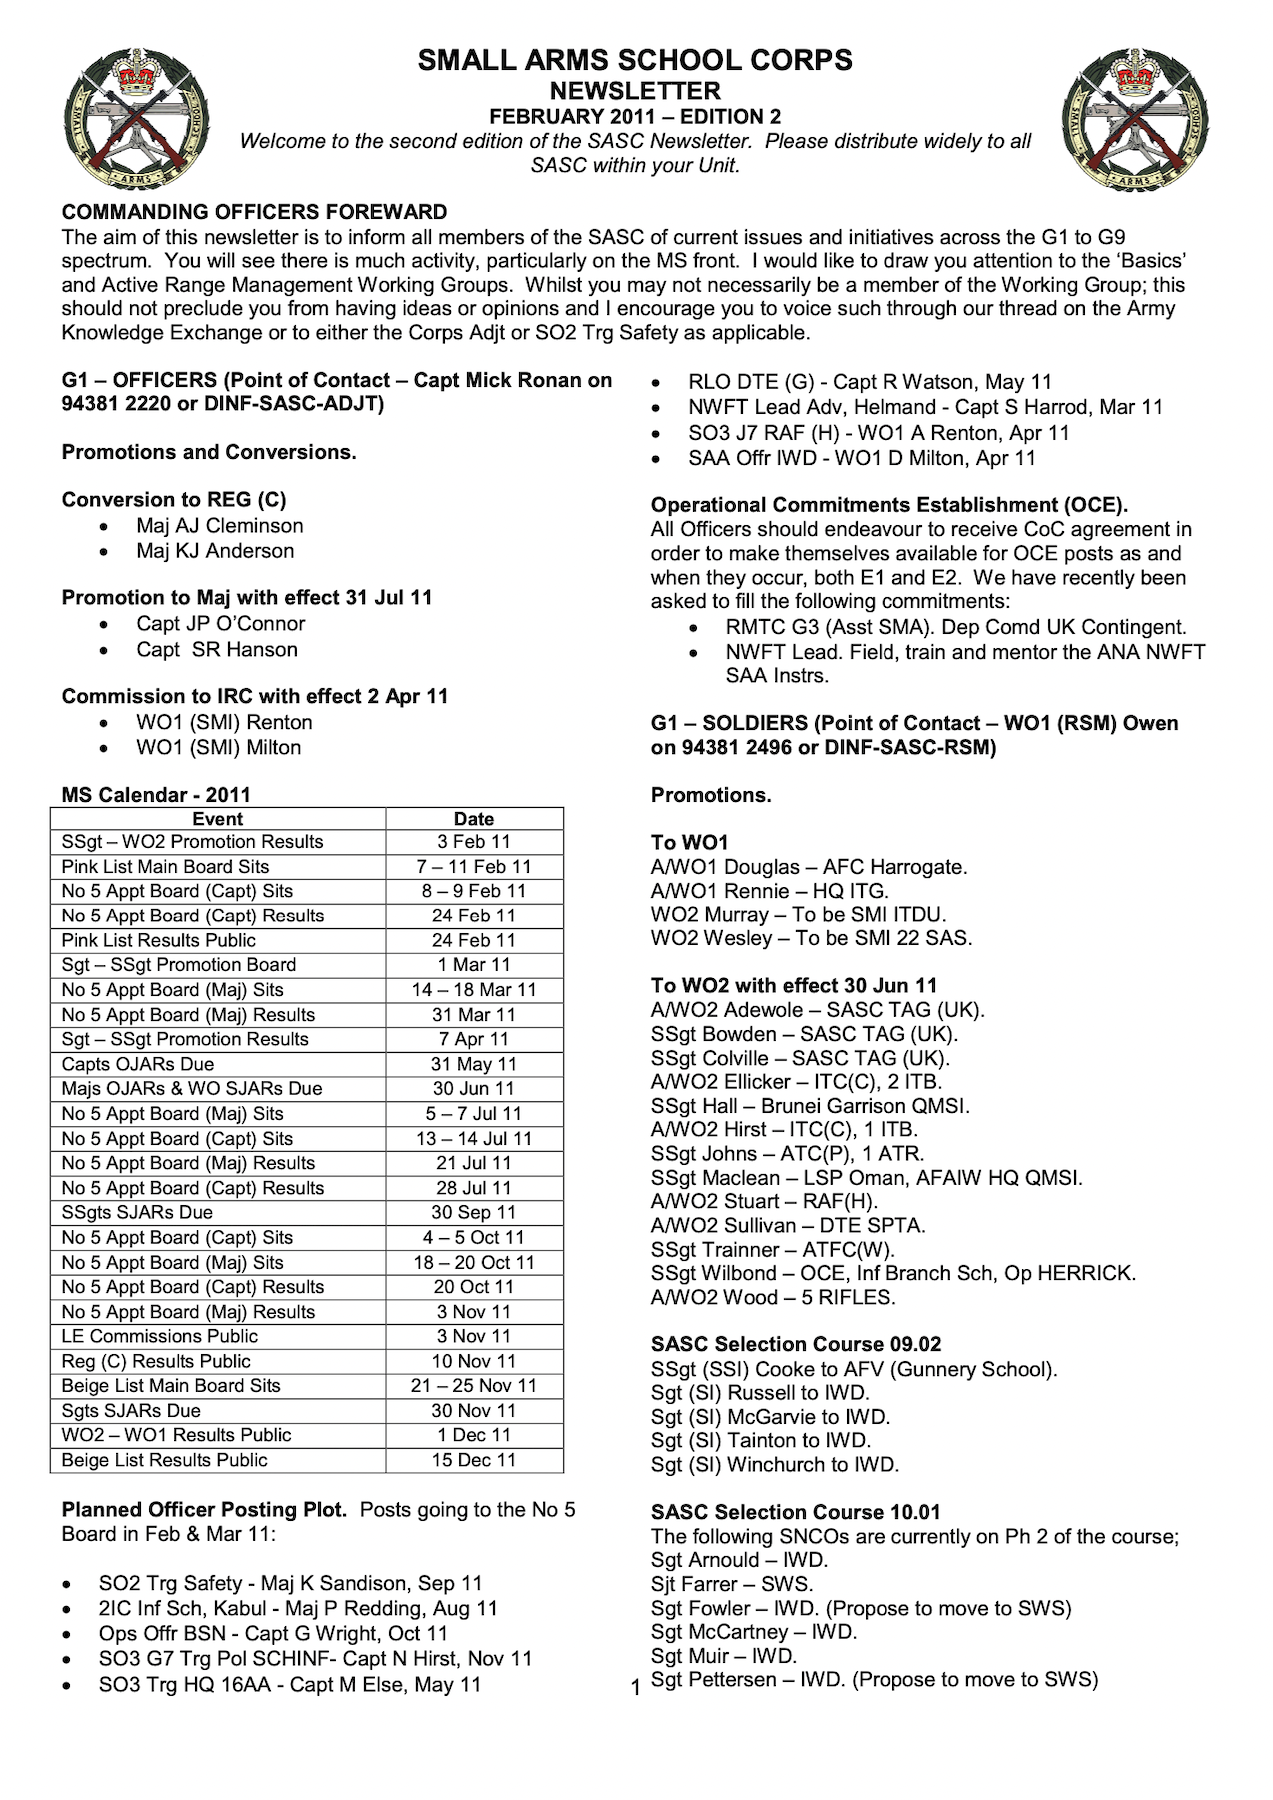 SMALL ARMS SCHOOL CORPS
NEWSLETTER
FEBRUARY 2011 – EDITION 2
Welcome to the second edition of the SASC Newsletter.  Please distribute widely to all
SASC within your Unit.
SMALL ARMS SCHOOL CORPS
SMALL ARMS SCHOOL CORPS
COMMANDING OFFICERS FOREWARD
The aim of this newsletter is to inform all members of the SASC of current issues and initiatives across the G1 to G9
spectrum.  You will see there is much activity, particularly on the MS front.  I would like to draw you attention to the ‘Basics’
and Active Range Management Working Groups.  Whilst you may not necessarily be a member of the Working Group; this
should not preclude you from having ideas or opinions and I encourage you to voice such through our thread on the Army
Knowledge Exchange or to either the Corps Adjt or SO2 Trg Safety as applicable.
G1 – OFFICERS (Point of Contact – Capt Mick Ronan on
94381 2220 or DINF-SASC-ADJT)
Promotions and Conversions.
Conversion to REG (C)
• Maj AJ Cleminson
• Maj KJ Anderson
Promotion to Maj with effect 31 Jul 11
• Capt JP O’Connor
• Capt  SR Hanson
Commission to IRC with effect 2 Apr 11
• WO1 (SMI) Renton
• WO1 (SMI) Milton
MS Calendar - 2011
Event Date
SSgt – WO2 Promotion Results 3 Feb 11
Pink List Main Board Sits 7 – 11 Feb 11
No 5 Appt Board (Capt) Sits 8 – 9 Feb 11
No 5 Appt Board (Capt) Results 24 Feb 11
Pink List Results Public 24 Feb 11
Sgt – SSgt Promotion Board 1 Mar 11
No 5 Appt Board (Maj) Sits 14 – 18 Mar 11
No 5 Appt Board (Maj) Results 31 Mar 11
Sgt – SSgt Promotion Results 7 Apr 11
Capts OJARs Due 31 May 11
Majs OJARs & WO SJARs Due 30 Jun 11
No 5 Appt Board (Maj) Sits 5 – 7 Jul 11
No 5 Appt Board (Capt) Sits 13 – 14 Jul 11
No 5 Appt Board (Maj) Results 21 Jul 11
No 5 Appt Board (Capt) Results 28 Jul 11
SSgts SJARs Due 30 Sep 11
No 5 Appt Board (Capt) Sits 4 – 5 Oct 11
No 5 Appt Board (Maj) Sits 18 – 20 Oct 11
No 5 Appt Board (Capt) Results 20 Oct 11
No 5 Appt Board (Maj) Results 3 Nov 11
LE Commissions Public 3 Nov 11
Reg (C) Results Public 10 Nov 11
Beige List Main Board Sits 21 – 25 Nov 11
Sgts SJARs Due 30 Nov 11
WO2 – WO1 Results Public 1 Dec 11
Beige List Results Public 15 Dec 11
Planned Officer Posting Plot.  Posts going to the No 5
Board in Feb & Mar 11:
• SO2 Trg Safety - Maj K Sandison, Sep 11
• 2IC Inf Sch, Kabul - Maj P Redding, Aug 11
• Ops Offr BSN - Capt G Wright, Oct 11
• SO3 G7 Trg Pol SCHINF- Capt N Hirst, Nov 11
• SO3 Trg HQ 16AA - Capt M Else, May 11
• RLO DTE (G) - Capt R Watson, May 11
• NWFT Lead Adv, Helmand - Capt S Harrod, Mar 11
• SO3 J7 RAF (H) - WO1 A Renton, Apr 11
• SAA Offr IWD - WO1 D Milton, Apr 11
Operational Commitments Establishment (OCE).
All Officers should endeavour to receive CoC agreement in
order to make themselves available for OCE posts as and
when they occur, both E1 and E2.  We have recently been
asked to fill the following commitments:
• RMTC G3 (Asst SMA). Dep Comd UK Contingent.
• NWFT Lead. Field, train and mentor the ANA NWFT
SAA Instrs.
G1 – SOLDIERS (Point of Contact – WO1 (RSM) Owen
on 94381 2496 or DINF-SASC-RSM)
Promotions.
To WO1
A/WO1 Douglas – AFC Harrogate.
A/WO1 Rennie – HQ ITG.
WO2 Murray – To be SMI ITDU.
WO2 Wesley – To be SMI 22 SAS.
To WO2 with effect 30 Jun 11
A/WO2 Adewole – SASC TAG (UK).
SSgt Bowden – SASC TAG (UK).
SSgt Colville – SASC TAG (UK).
A/WO2 Ellicker – ITC(C), 2 ITB.
SSgt Hall – Brunei Garrison QMSI.
A/WO2 Hirst – ITC(C), 1 ITB.
SSgt Johns – ATC(P), 1 ATR.
SSgt Maclean – LSP Oman, AFAIW HQ QMSI.
A/WO2 Stuart – RAF(H).
A/WO2 Sullivan – DTE SPTA.
SSgt Trainner – ATFC(W).
SSgt Wilbond – OCE, Inf Branch Sch, Op HERRICK.
A/WO2 Wood – 5 RIFLES.
SASC Selection Course 09.02
SSgt (SSI) Cooke to AFV (Gunnery School).
Sgt (SI) Russell to IWD.
Sgt (SI) McGarvie to IWD.
Sgt (SI) Tainton to IWD.
Sgt (SI) Winchurch to IWD.
SASC Selection Course 10.01
The following SNCOs are currently on Ph 2 of the course;
Sgt Arnould – IWD.
Sjt Farrer – SWS.
Sgt Fowler – IWD. (Propose to move to SWS)
Sgt McCartney – IWD.
Sgt Muir – IWD.
Sgt Pettersen – IWD. (Propose to move to SWS)
1